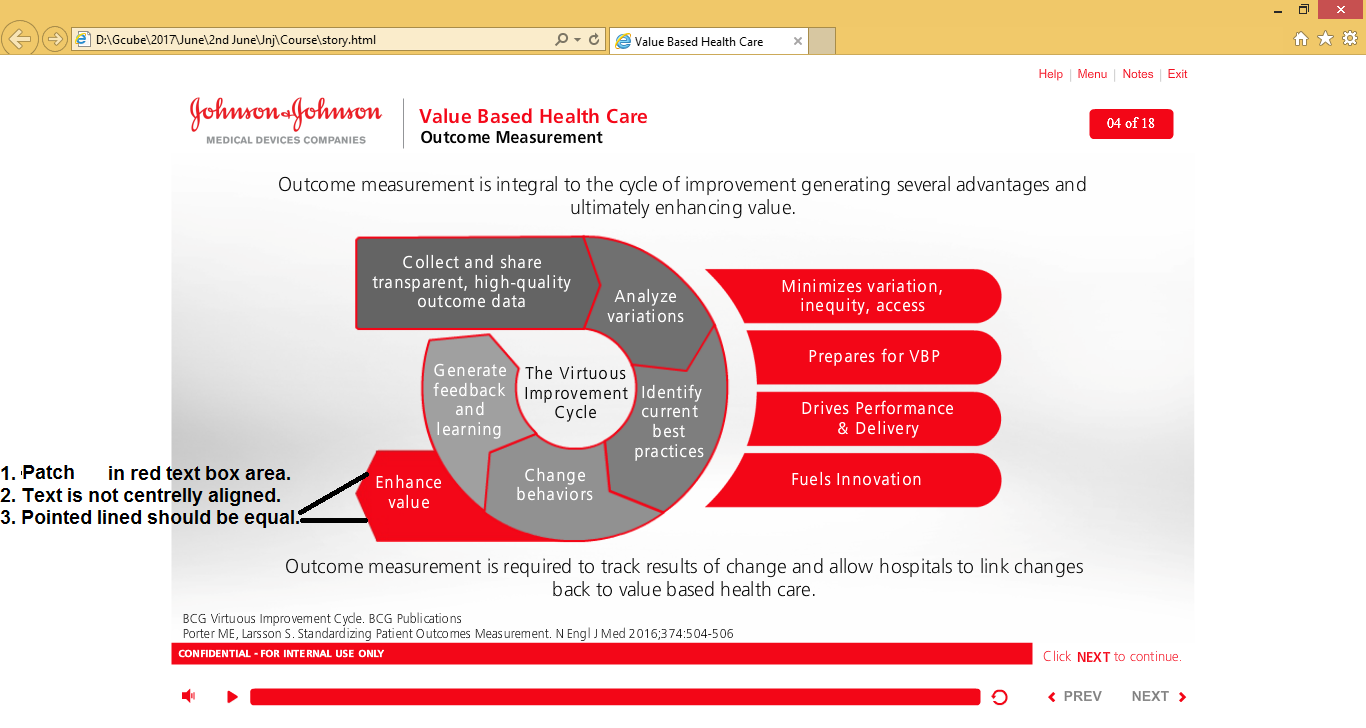 D:\Gcube\2017\June\2nd June\Jnj\Course\story.html
Value Based Health Care
Help | Menu | Notes | Exit
Johnson & Johnson
MEDICAL DEVICES COMPANIES
Value Based Health Care
Outcome Measurement
04 of 18
Outcome measurement is integral to the cycle of improvement generating several advantages and
ultimately enhancing value.
Collect and share
transparent, high-quality
outcome data
Analyze
variations
Identify
current
best
practices
Change
behaviors
Generate
feedback
and
learning
The Virtuous
Improvement
Cycle
Enhance
value
Minimizes variation,
inequity, access
Prepares for VBP
Drives Performance
& Delivery
Fuels Innovation
1. Patch in red text box area.
2. Text is not centrelly aligned.
3. Pointed lined should be equal.
Outcome measurement is required to track results of change and allow hospitals to link changes
back to value based health care.
BCG Virtuous Improvement Cycle. BCG Publications
Porter ME, Larsson S. Standardizing Patient Outcomes Measurement. N Engl J Med 2016;374:504-506
CONFIDENTIAL - FOR INTERNAL USE ONLY
Click NEXT to continue.
PREV
NEXT